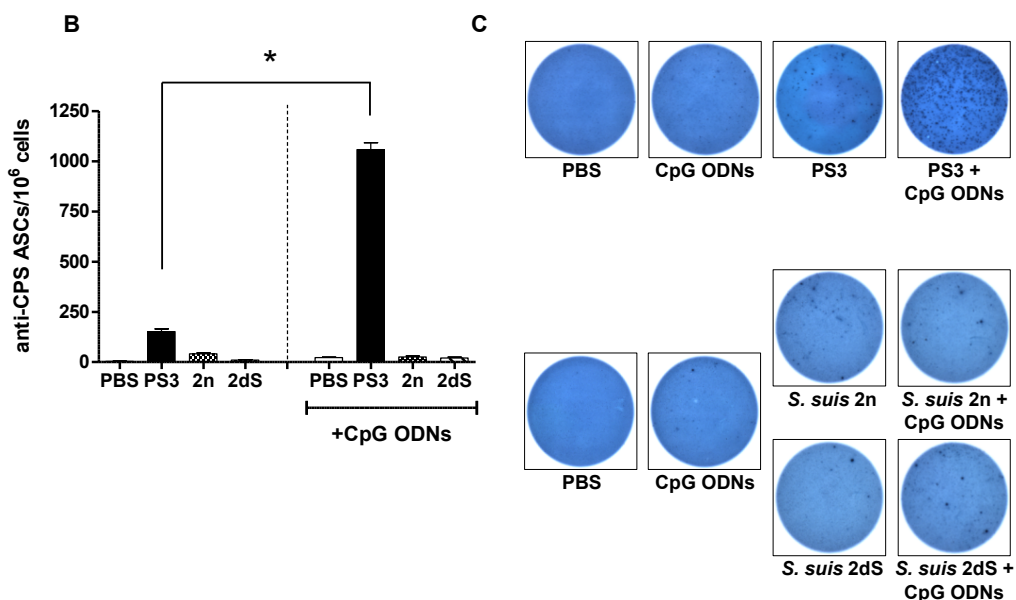 B
*
1250
1000
750
500
250
0
anti-CPS ASCs/10⁶ cells
PBS PS3 2n 2dS PBS PS3 2n 2dS
+CpG ODNs
C
PBS CpG ODNs PS3 PS3 +
CpG ODNs
S. suis 2n S. suis 2n +
CpG ODNs
PBS CpG ODNs
S. suis 2dS S. suis 2dS +
CpG ODNs